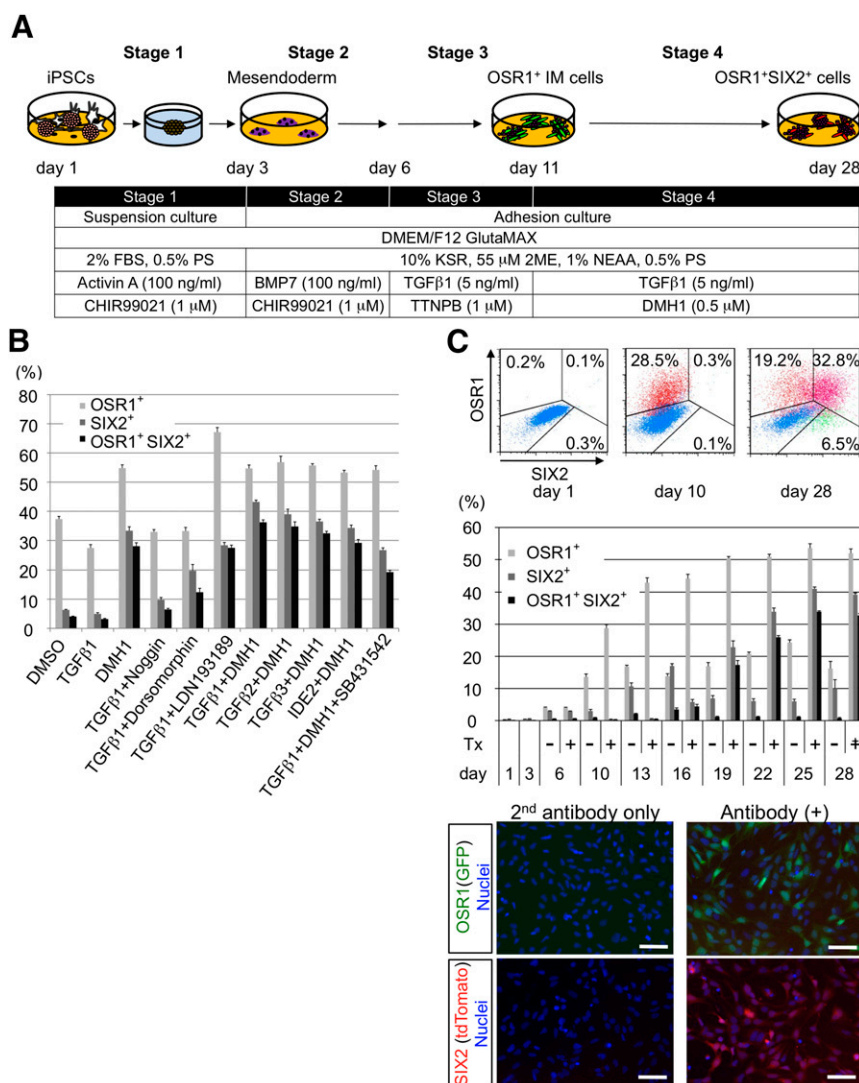 A
Stage 1 Stage 2 Stage 3 Stage 4
iPSCs Mesendoderm OSR1+ IM cells OSR1+SIX2+ cells
day 1 day 3 day 6 day 11 day 28
Stage 1 Stage 2 Stage 3 Stage 4
Suspension culture Adhesion culture
DMEM/F12 GlutaMAX
2% FBS, 0.5% PS 10% KSR, 55 μM 2ME, 1% NEAA, 0.5% PS
Activin A (100 ng/ml) BMP7 (100 ng/ml) TGFβ1 (5 ng/ml) TGFβ1 (5 ng/ml)
CHIR99021 (1 μM) CHIR99021 (1 μM) TTNPB (1 μM) DMH1 (0.5 μM)
B
(%)
80
70
60
50
40
30
20
10
0
OSR1+
SIX2+
OSR1+ SIX2+
DMSO
TGFβ1
DMH1
TGFβ1+Noggin
TGFβ1+Dorsomorphin
TGFβ1+LDN193189
TGFβ1+DMH1
TGFβ2+DMH1
TGFβ3+DMH1
IDE2+DMH1
TGFβ1+DMH1+SB431542
C
OSR1
0.2% 0.1% 28.5% 0.3% 19.2% 32.8%
0.3% 0.1% 6.5%
SIX2
day 1 day 10 day 28
(%)
60
50
40
30
20
10
0
OSR1+
SIX2+
OSR1+ SIX2+
Tx - + - + - + - + - + - + - + - +
day 1 3 6 10 13 16 19 22 25 28
2nd antibody only Antibody (+)
OSR1(GFP)
Nuclei
SIX2 (tdTomato)
Nuclei